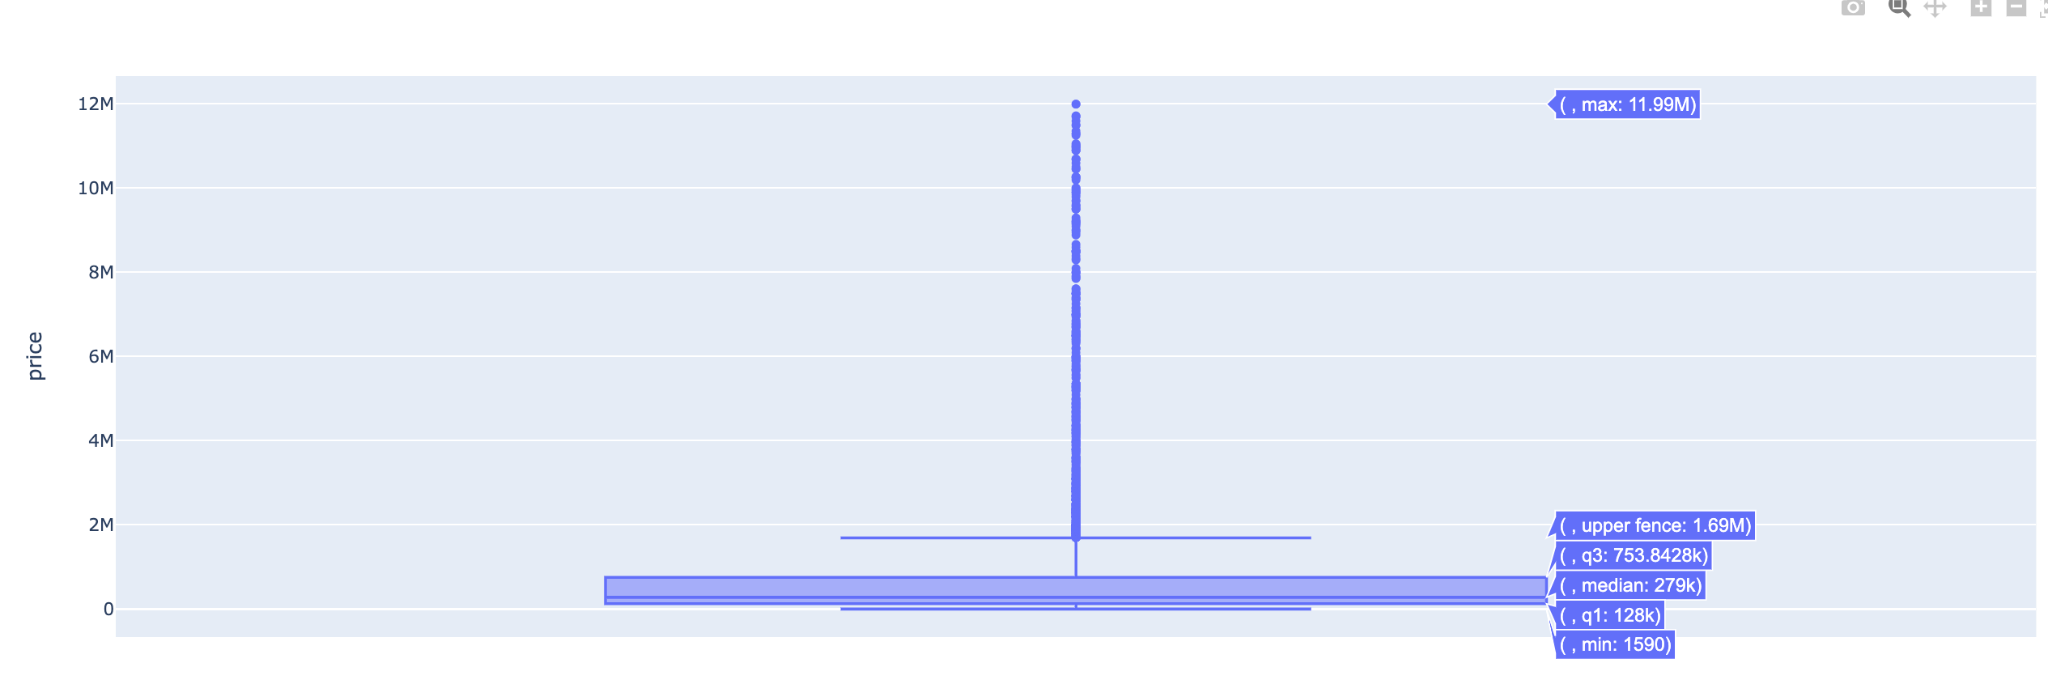 12M
10M
8M
6M
4M
2M
0
price
( , max: 11.99M)
( , upper fence: 1.69M)
( , q3: 753.8428k)
( , median: 279k)
( , q1: 128k)
( , min: 1590)